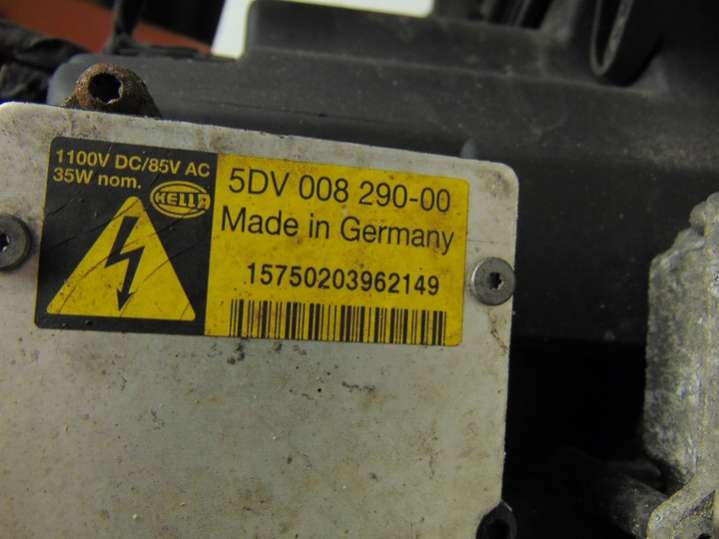 1100V DC/85V AC
35W nom.
HELLA
5DV 008 290-00
Made in Germany
15750203962149